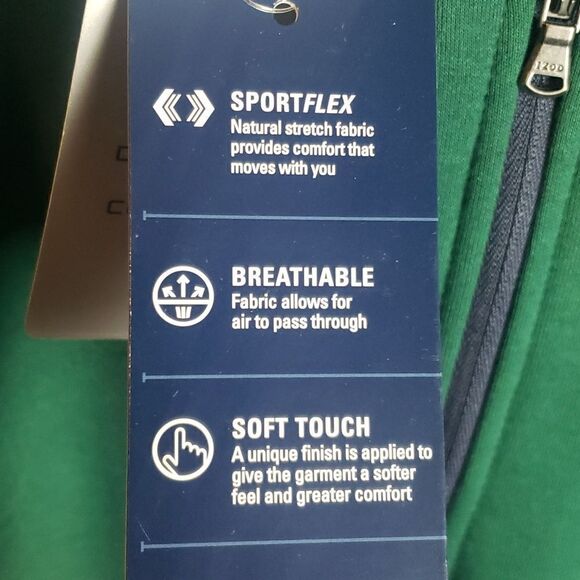 IZOD
SPORTFLEX
Natural stretch fabric
provides comfort that
moves with you
BREATHABLE
Fabric allows for
air to pass through
SOFT TOUCH
A unique finish is applied to
give the garment a softer
feel and greater comfort